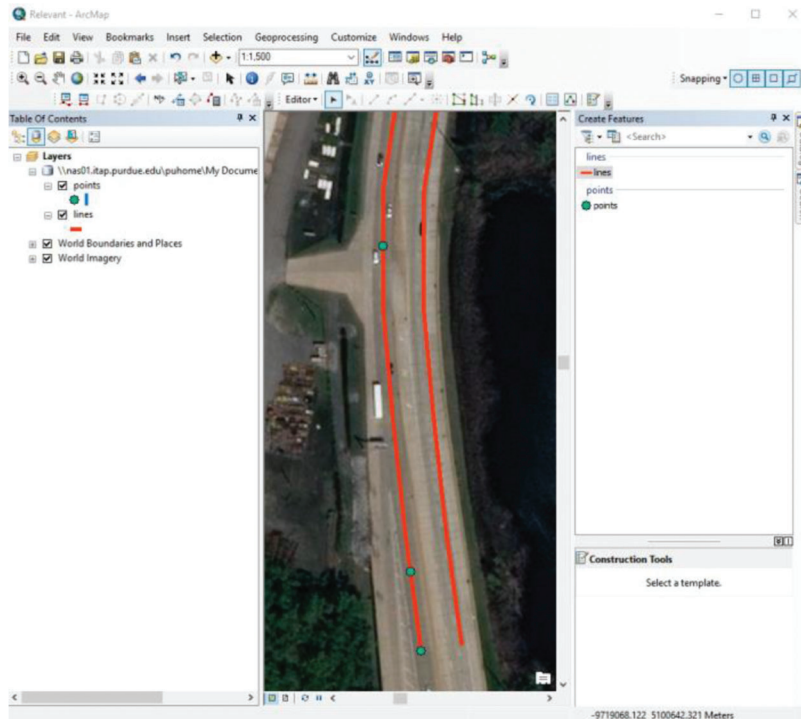 Relevant - ArcMap
File Edit View Bookmarks Insert Selection Geoprocessing Customize Windows Help
1:1,500
Snapping
Editor
Table Of Contents
Layers
\\nas01.itap.purdue.edu\puhome\My Docume
points
lines
World Boundaries and Places
World Imagery
Create Features
<Search>
lines
lines
points
points
Construction Tools
Select a template.
-9719068.122 5100642.321 Meters